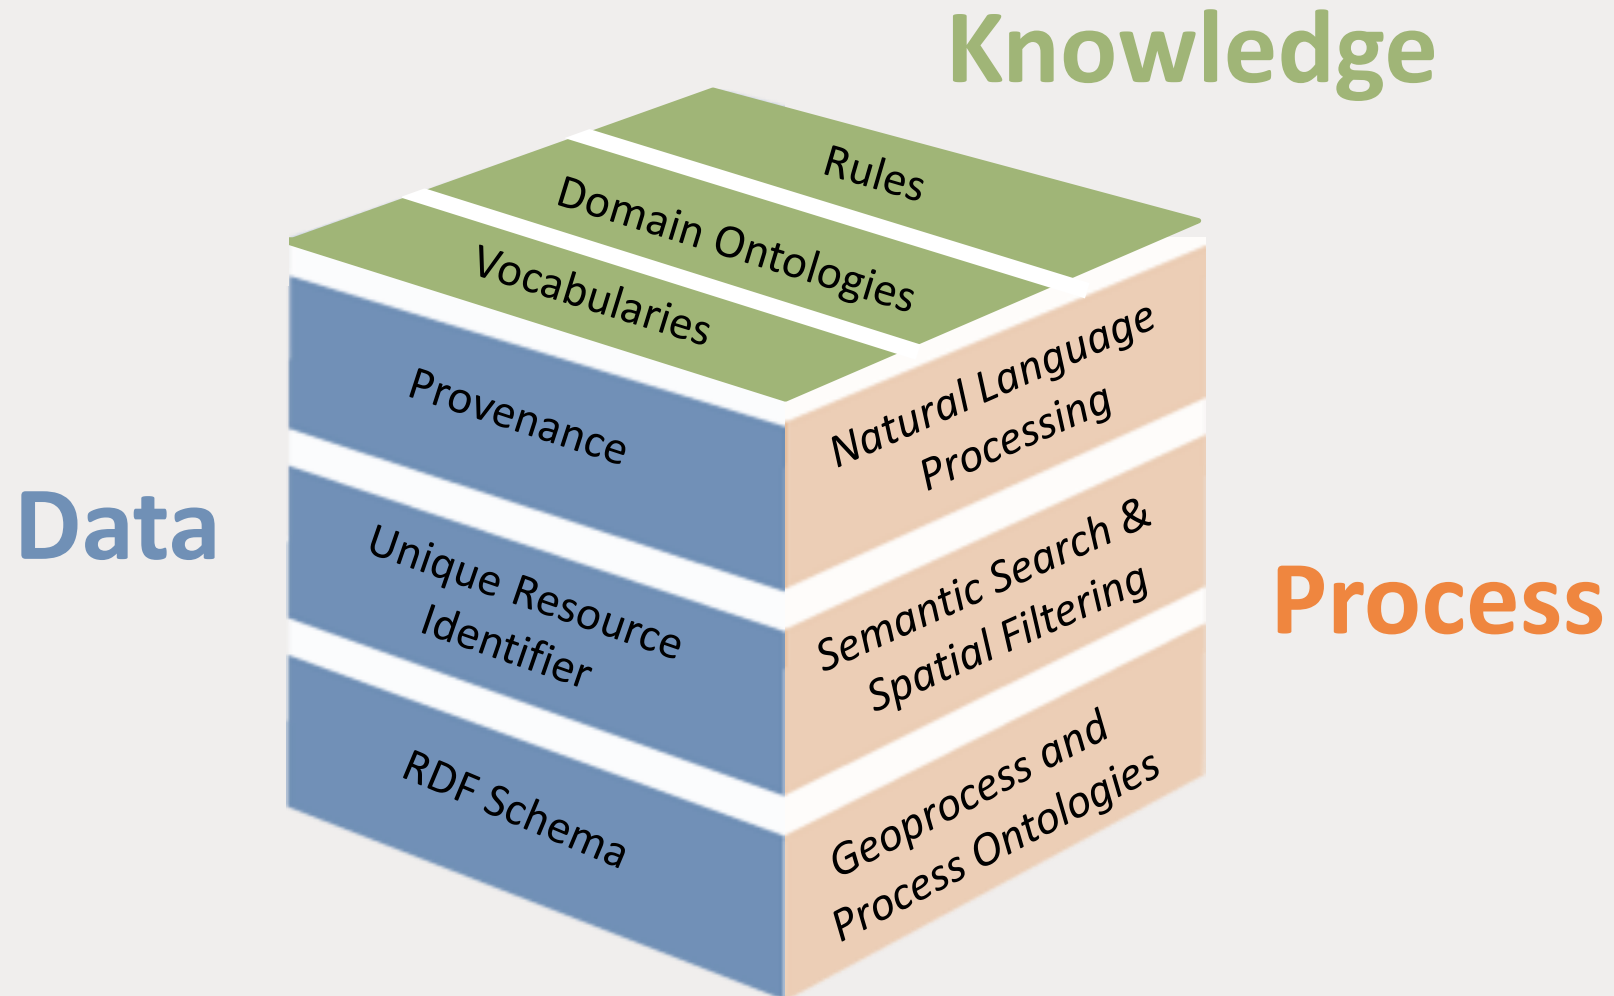 Knowledge
Rules
Domain Ontologies
Vocabularies
Data
Provenance
Unique Resource
Identifier
RDF Schema
Process
Natural Language
Processing
Semantic Search &
Spatial Filtering
Geoprocess and
Process Ontologies